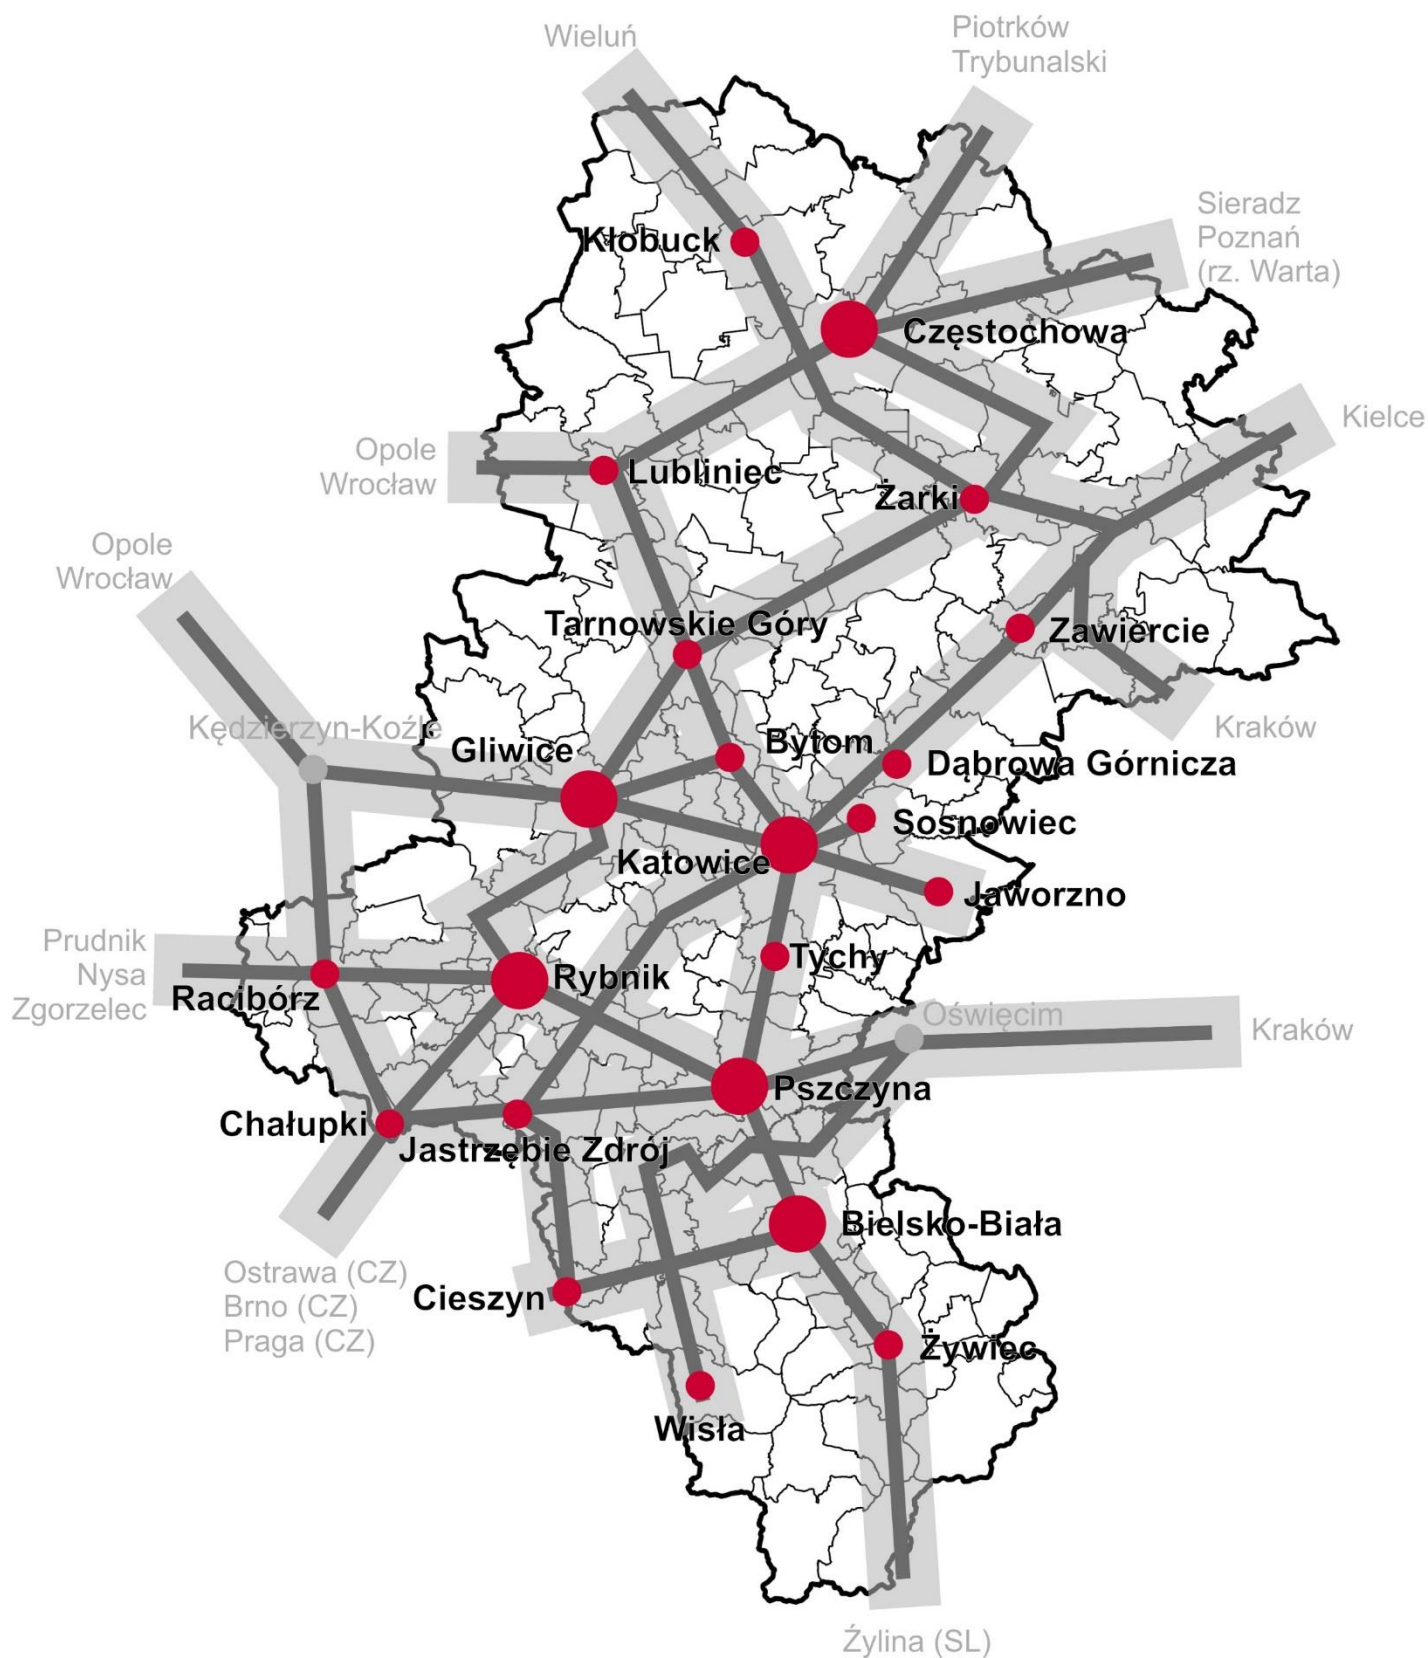 Wieluń
Piotrków
Trybunalski
Sieradz
Poznań
(rz. Warta)
Kłobuck
Częstochowa
Kielce
Opole
Wrocław
Lubliniec
Żarki
Opole
Wrocław
Tarnowskie Góry
Zawiercie
Kędzierzyn-Koźle
Kraków
Gliwice
Bytom
Dąbrowa Górnicza
Sosnowiec
Katowice
Jaworzno
Prudnik
Nysa
Zgorzelec
Tychy
Rybnik
Racibórz
Oświęcim
Kraków
Pszczyna
Chałupki
Jastrzębie Zdrój
Bielsko-Biała
Ostrawa (CZ)
Brno (CZ)
Praga (CZ)
Cieszyn
Żywiec
Wisła
Źylina (SL)